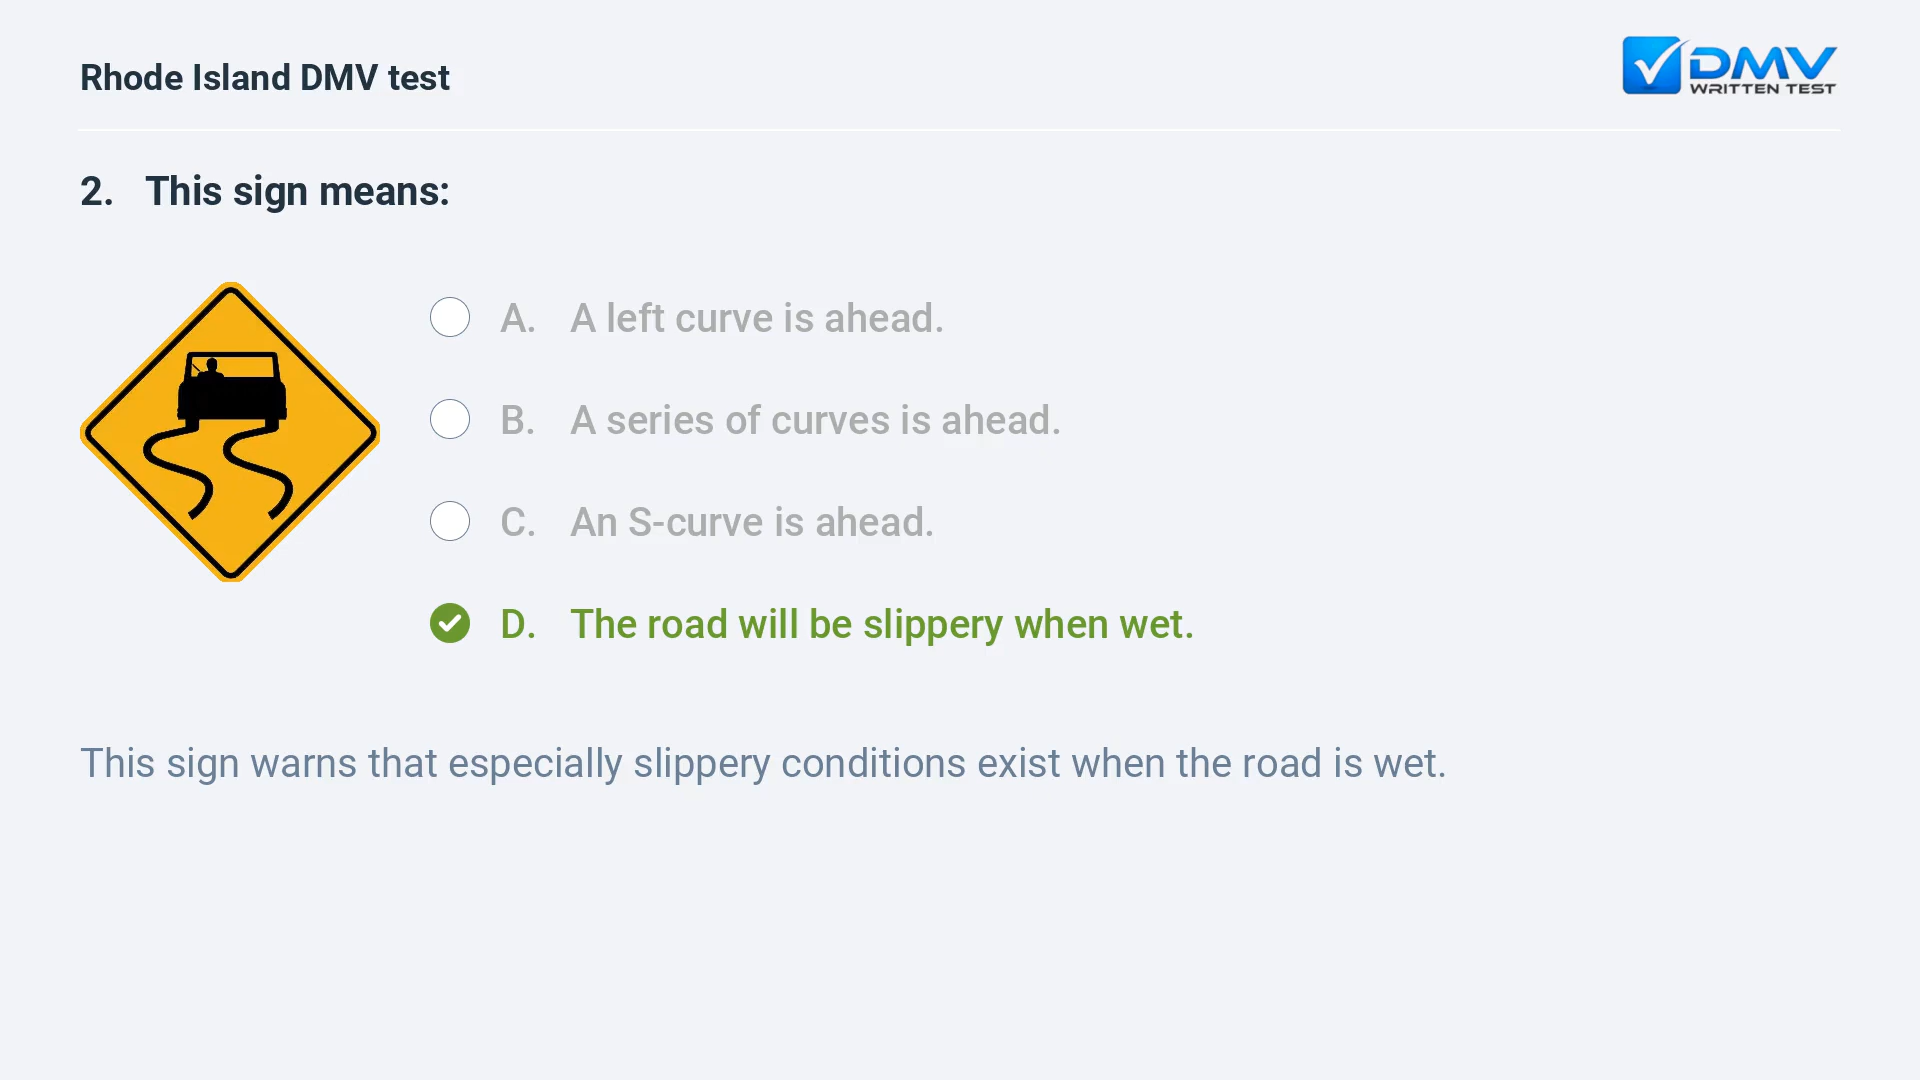 Rhode Island DMV test
DMV
WRITTEN TEST
2. This sign means:
A. A left curve is ahead.
B. A series of curves is ahead.
C. An S-curve is ahead.
D. The road will be slippery when wet.
This sign warns that especially slippery conditions exist when the road is wet.